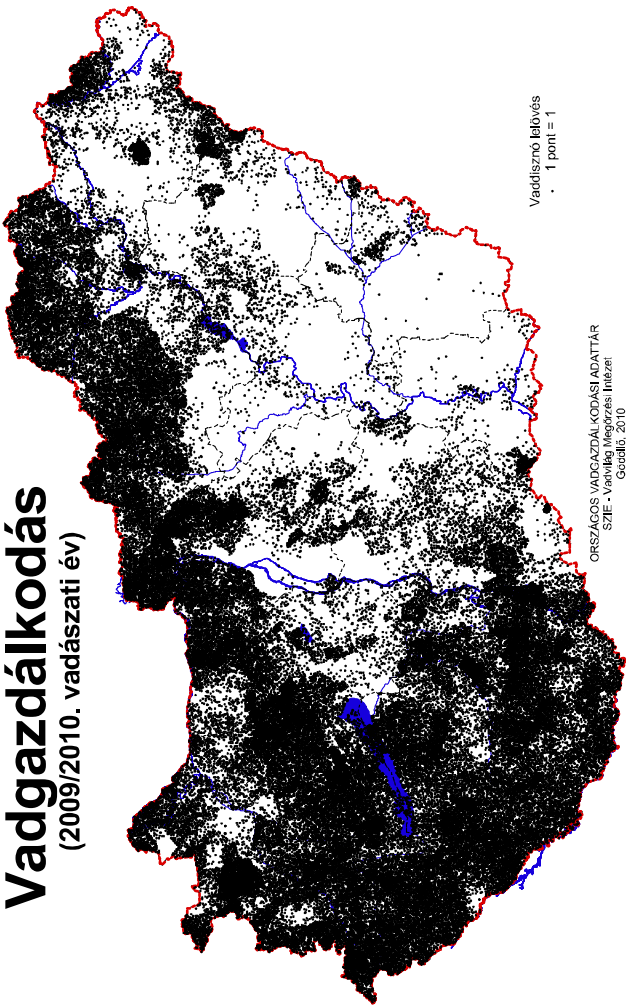 Vadgazdálkodás
(2009/2010. vadászati év)
Vaddisznó lelövés
1 pont = 1
ORSZÁGOS VADGAZDÁLKODÁSI ADATTÁR
SZIE - Vadvilág Megőrzési Intézet
Gödöllő, 2010